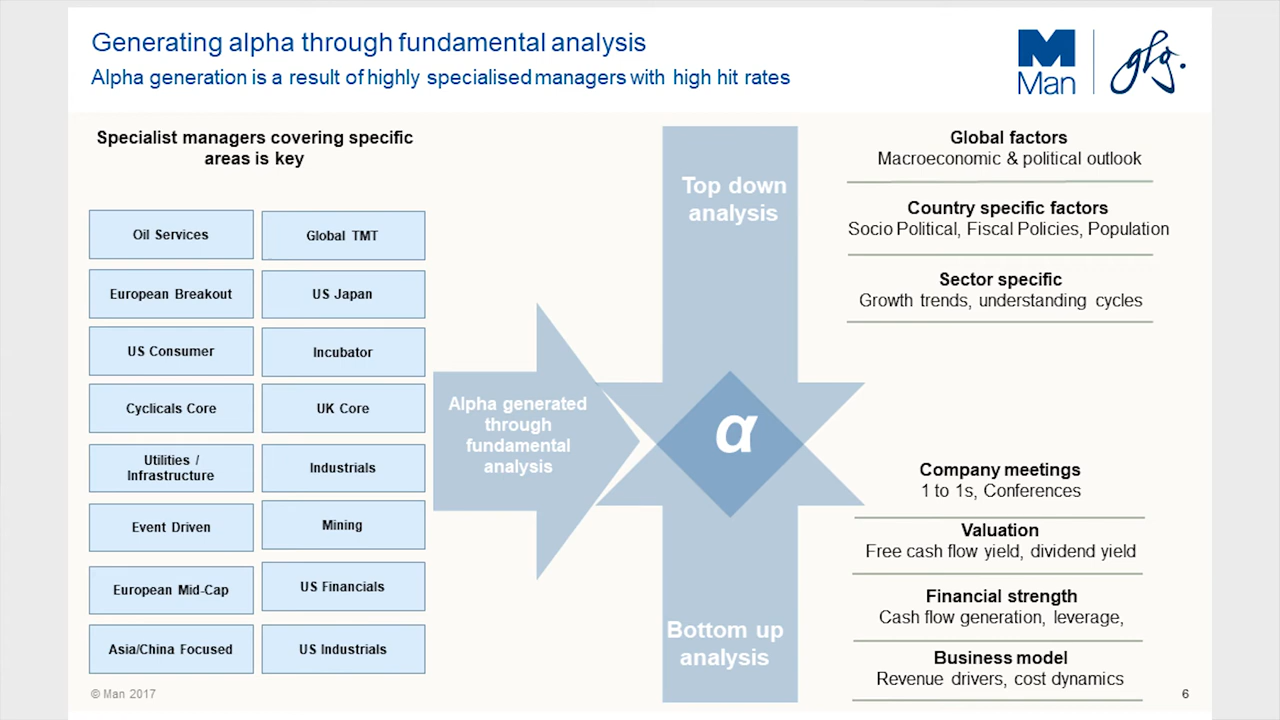 Generating alpha through fundamental analysis
Alpha generation is a result of highly specialised managers with high hit rates
M
Man
glg.
Specialist managers covering specific
areas is key
Oil Services
Global TMT
European Breakout
US Japan
US Consumer
Incubator
Cyclicals Core
UK Core
Utilities /
Infrastructure
Industrials
Event Driven
Mining
European Mid-Cap
US Financials
Asia/China Focused
US Industrials
Alpha generated
through
fundamental
analysis
Top down
analysis
α
Bottom up
analysis
Global factors
Macroeconomic & political outlook
Country specific factors
Socio Political, Fiscal Policies, Population
Sector specific
Growth trends, understanding cycles
Company meetings
1 to 1s, Conferences
Valuation
Free cash flow yield, dividend yield
Financial strength
Cash flow generation, leverage,
Business model
Revenue drivers, cost dynamics
© Man 2017
6